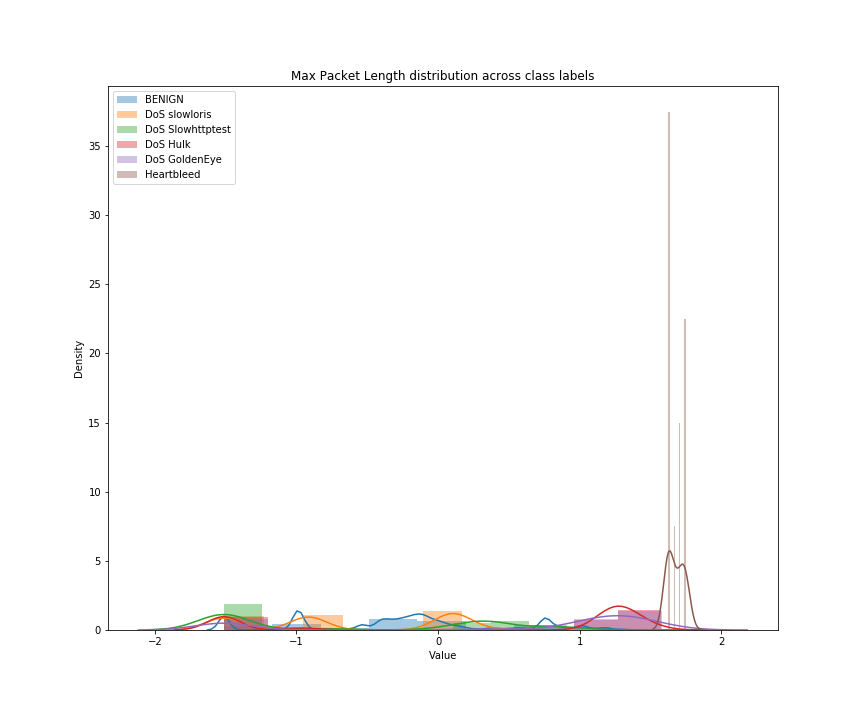 Max Packet Length distribution across class labels
BENIGN
DoS slowloris
DoS Slowhttptest
DoS Hulk
DoS GoldenEye
Heartbleed
35
30
25
20
15
10
5
0
Density
−2
−1
0
1
2
Value